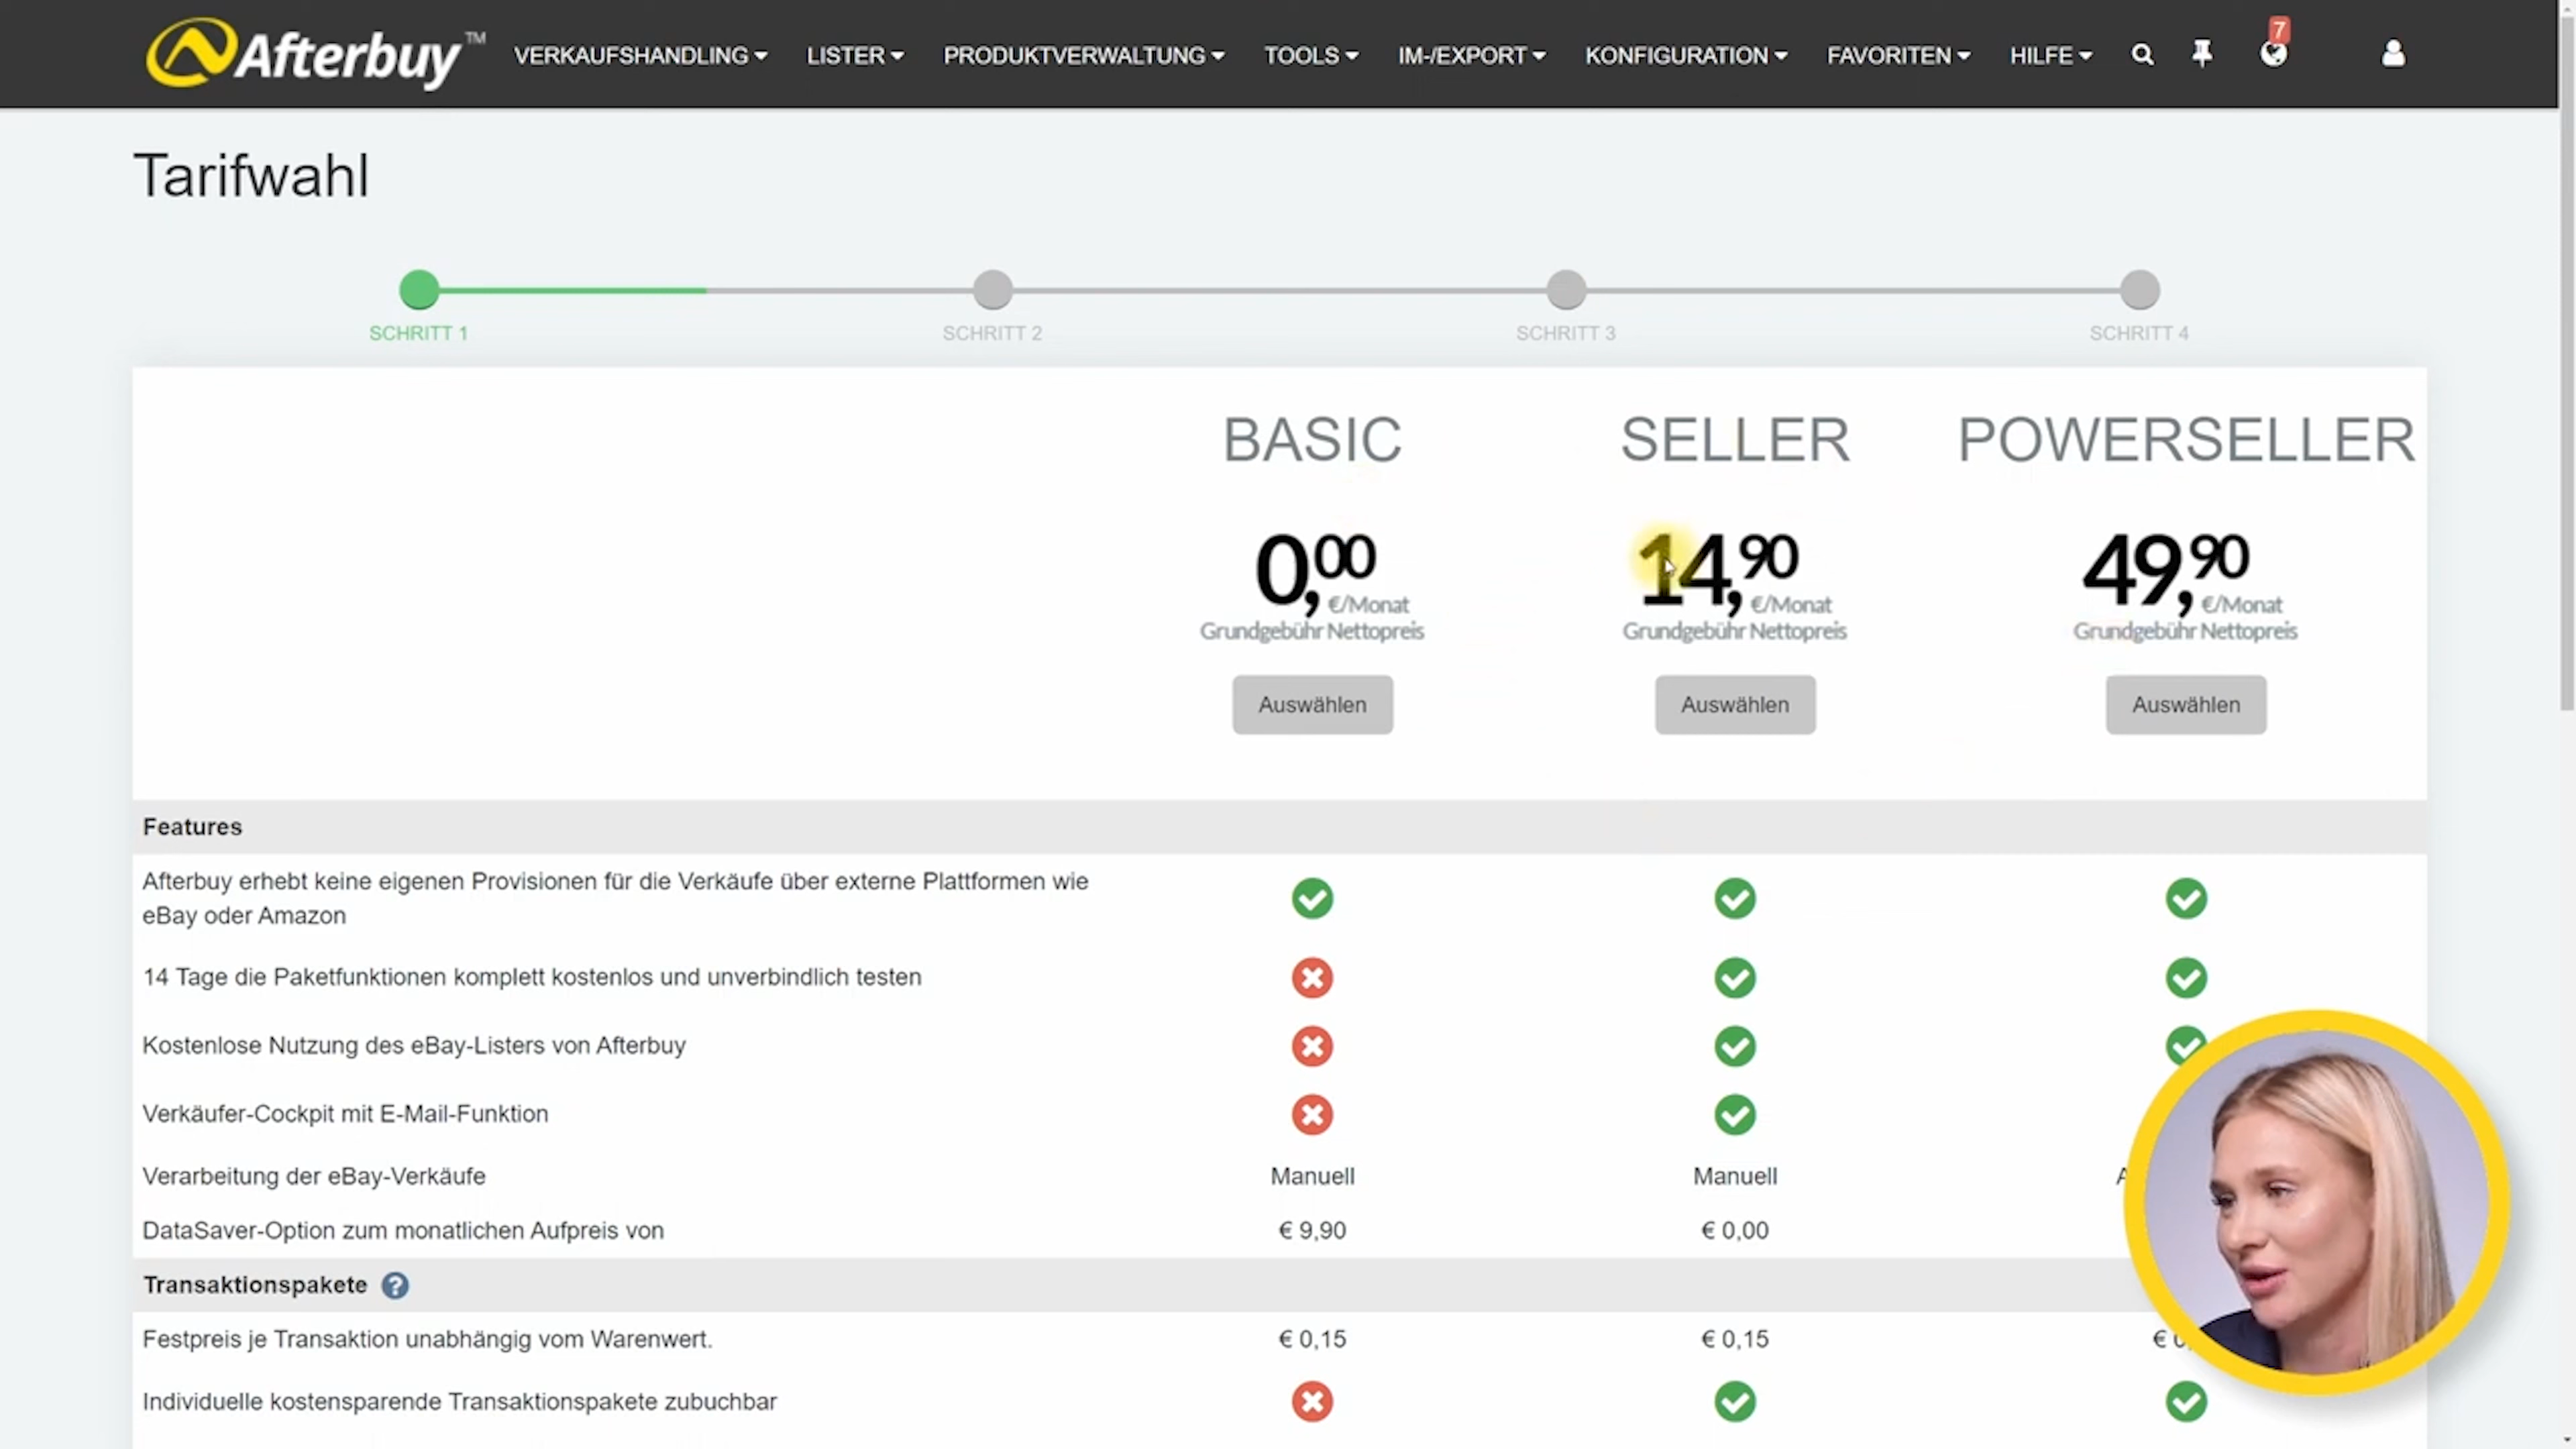 Afterbuy™ VERKAUFSHANDLING LISTER PRODUKTVERWALTUNG TOOLS IM-/EXPORT KONFIGURATION FAVORITEN HILFE 7
Tarifwahl
SCHRITT 1 SCHRITT 2 SCHRITT 3 SCHRITT 4
BASIC SELLER POWERSELLER
0,00 €/Monat 14,90 €/Monat 49,90 €/Monat
Grundgebühr Nettopreis Grundgebühr Nettopreis Grundgebühr Nettopreis
Auswählen Auswählen Auswählen
Features
Afterbuy erhebt keine eigenen Provisionen für die Verkäufe über externe Plattformen wie
eBay oder Amazon
14 Tage die Paketfunktionen komplett kostenlos und unverbindlich testen
Kostenlose Nutzung des eBay-Listers von Afterbuy
Verkäufer-Cockpit mit E-Mail-Funktion
Verarbeitung der eBay-Verkäufe Manuell Manuell
DataSaver-Option zum monatlichen Aufpreis von € 9,90 € 0,00
Transaktionspakete ?
Festpreis je Transaktion unabhängig vom Warenwert. € 0,15 € 0,15
Individuelle kostensparende Transaktionspakete zubuchbar